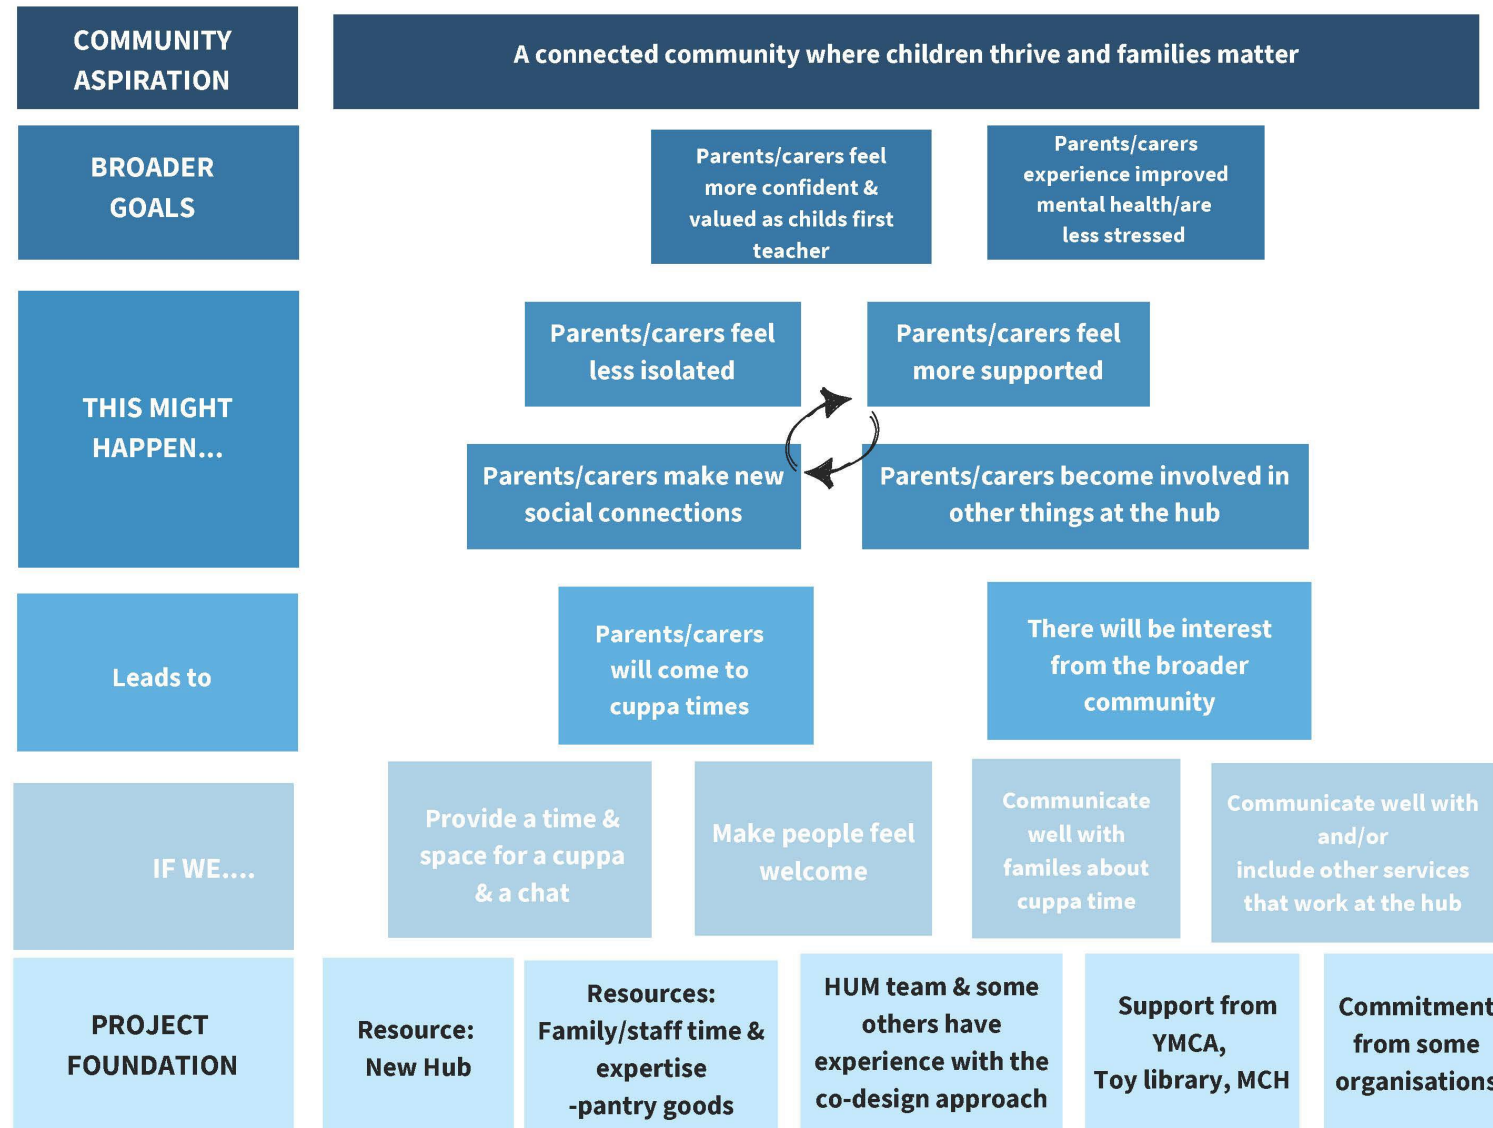 COMMUNITY
ASPIRATION
A connected community where children thrive and families matter
BROADER
GOALS
Parents/carers feel
more confident &
valued as childs first
teacher
Parents/carers
experience improved
mental health/are
less stressed
THIS MIGHT
HAPPEN...
Parents/carers feel
less isolated
Parents/carers feel
more supported
Parents/carers make new
social connections
Parents/carers become involved in
other things at the hub
Leads to
Parents/carers
will come to
cuppa times
There will be interest
from the broader
community
IF WE....
Provide a time &
space for a cuppa
& a chat
Make people feel
welcome
Communicate
well with
familes about
cuppa time
Communicate well with
and/or
include other services
that work at the hub
PROJECT
FOUNDATION
Resource:
New Hub
Resources:
Family/staff time &
expertise
-pantry goods
HUM team & some
others have
experience with the
co-design approach
Support from
YMCA,
Toy library, MCH
Commitment
from some
organisations